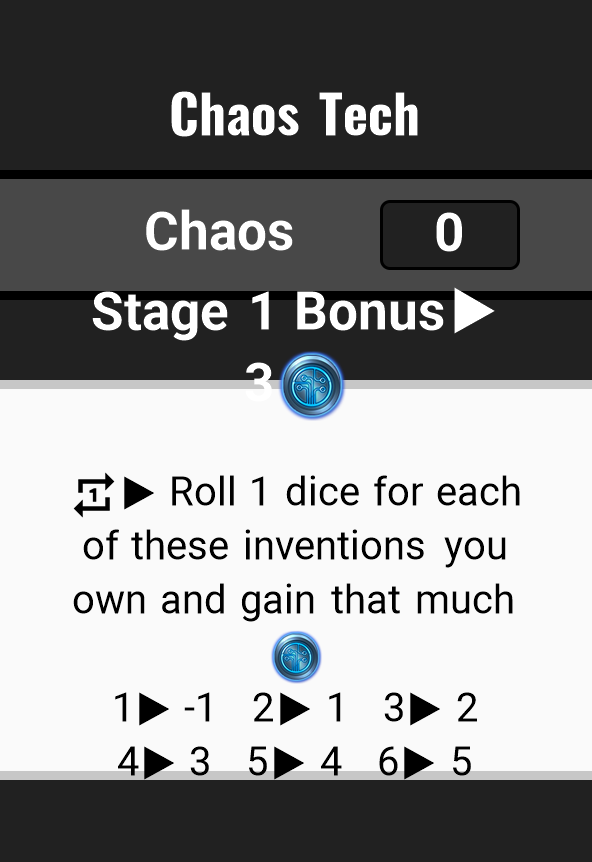 Chaos Tech
Chaos 0
Stage 1 Bonus▶
3
1 ▶ Roll 1 dice for each
of these inventions you
own and gain that much
1▶ -1 2▶ 1 3▶ 2
4▶ 3 5▶ 4 6▶ 5